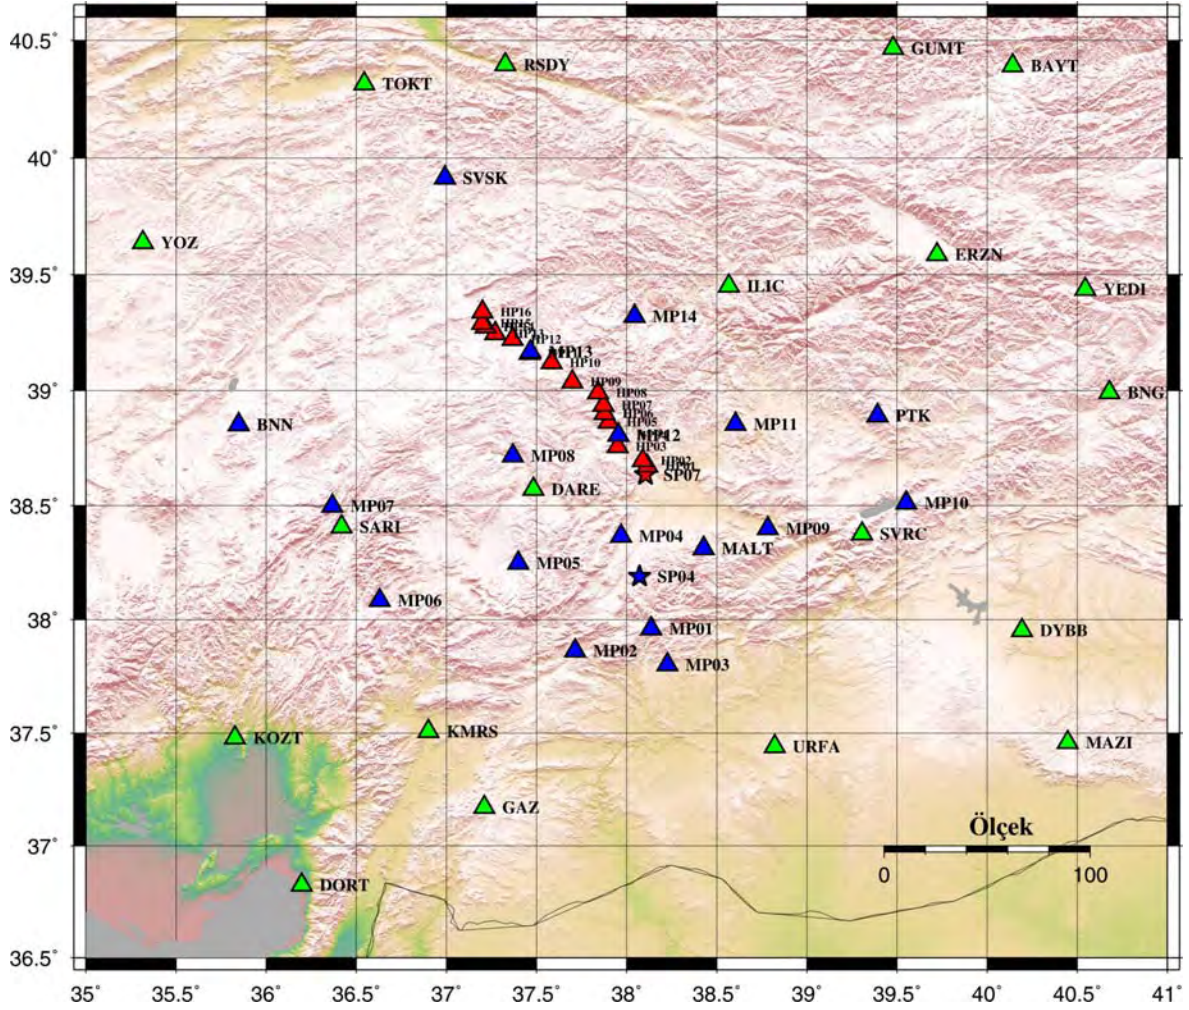 40.5°
GUMT
RSDY
BAYT
TOKT
40°
SVSK
YOZ
ERZN
39.5°
ILIC
YEDI
HP16
MP14
HP15
HP13
HP12
MP13
HP10
39°
HP09
BNG
HP08
HP07
HP06
PTK
HP05
BNN
MP11
MP12
HP03
MP08
HP02
HP01
SP07
DARE
38.5°
MP07
MP10
SARI
MP09
SVRC
MP04
MALT
MP05
SP04
MP06
38°
MP01
DYBB
MP02
MP03
37.5°
KMRS
KOZT
URFA
MAZI
GAZ
Ölçek
37°
DORT
0 100
36.5°
35° 35.5° 36° 36.5° 37° 37.5° 38° 38.5° 39° 39.5° 40° 40.5° 41°